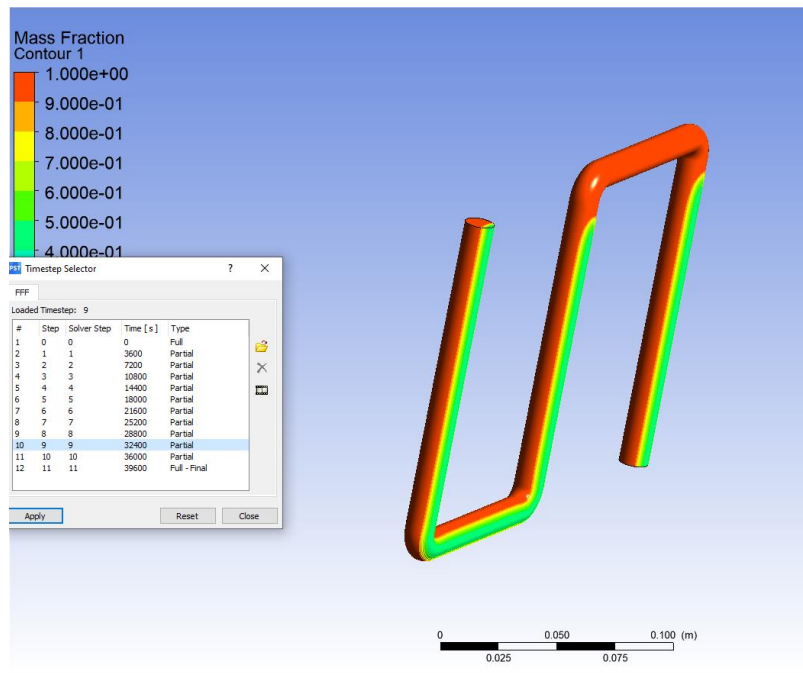 Mass Fraction
Contour 1
1.000e+00
9.000e-01
8.000e-01
7.000e-01
6.000e-01
5.000e-01
4.000e-01
PST Timestep Selector ? ×
FFF
Loaded Timestep: 9
# Step Solver Step Time [ s ] Type
1 0 0 0 Full
2 1 1 3600 Partial
3 2 2 7200 Partial
4 3 3 10800 Partial
5 4 4 14400 Partial
6 5 5 18000 Partial
7 6 6 21600 Partial
8 7 7 25200 Partial
9 8 8 28800 Partial
10 9 9 32400 Partial
11 10 10 36000 Partial
12 11 11 39600 Full - Final
Apply Reset Close
0 0.050 0.100 (m)
0.025 0.075